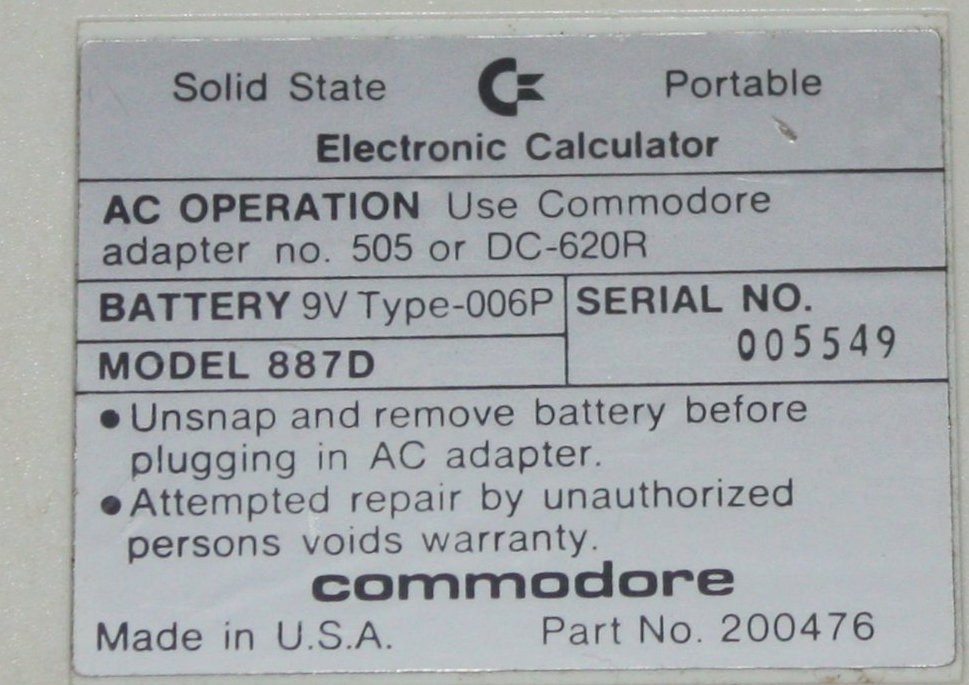 Solid State Portable
Electronic Calculator
AC OPERATION Use Commodore
adapter no. 505 or DC-620R
BATTERY 9V Type-006P
SERIAL NO.
005549
MODEL 887D
• Unsnap and remove battery before
plugging in AC adapter.
• Attempted repair by unauthorized
persons voids warranty.
commodore
Made in U.S.A. Part No. 200476